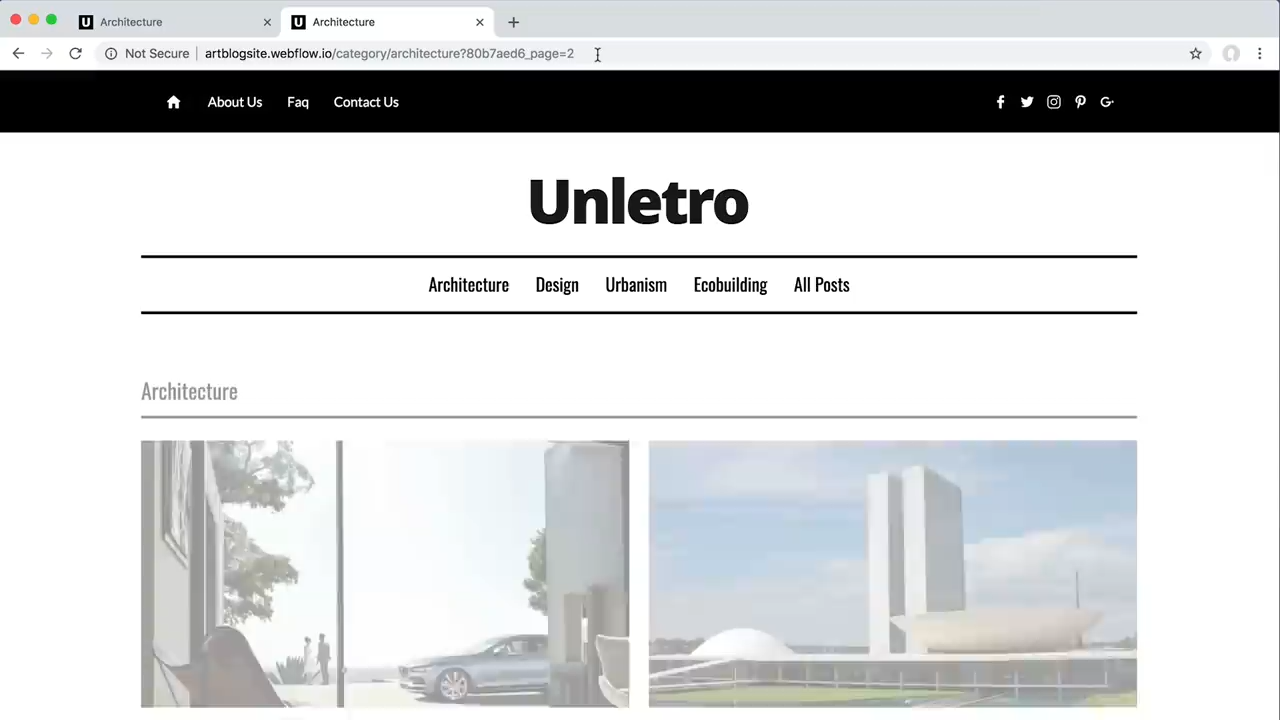 U Architecture
U Architecture
Not Secure artblogsite.webflow.io/category/architecture?80b7aed6_page=2
About Us Faq Contact Us
Unletro
Architecture Design Urbanism Ecobuilding All Posts
Architecture